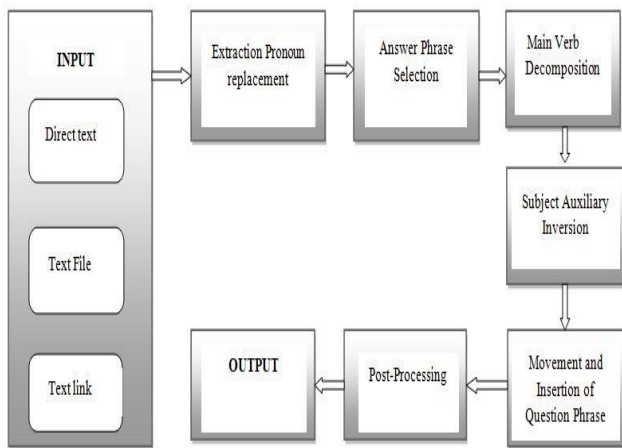 INPUT
Direct text
Text File
Text link
Extraction Pronoun
replacement
Answer Phrase
Selection
Main Verb
Decomposition
Subject Auxiliary
Inversion
Movement and
Insertion of
Question Phrase
Post-Processing
OUTPUT